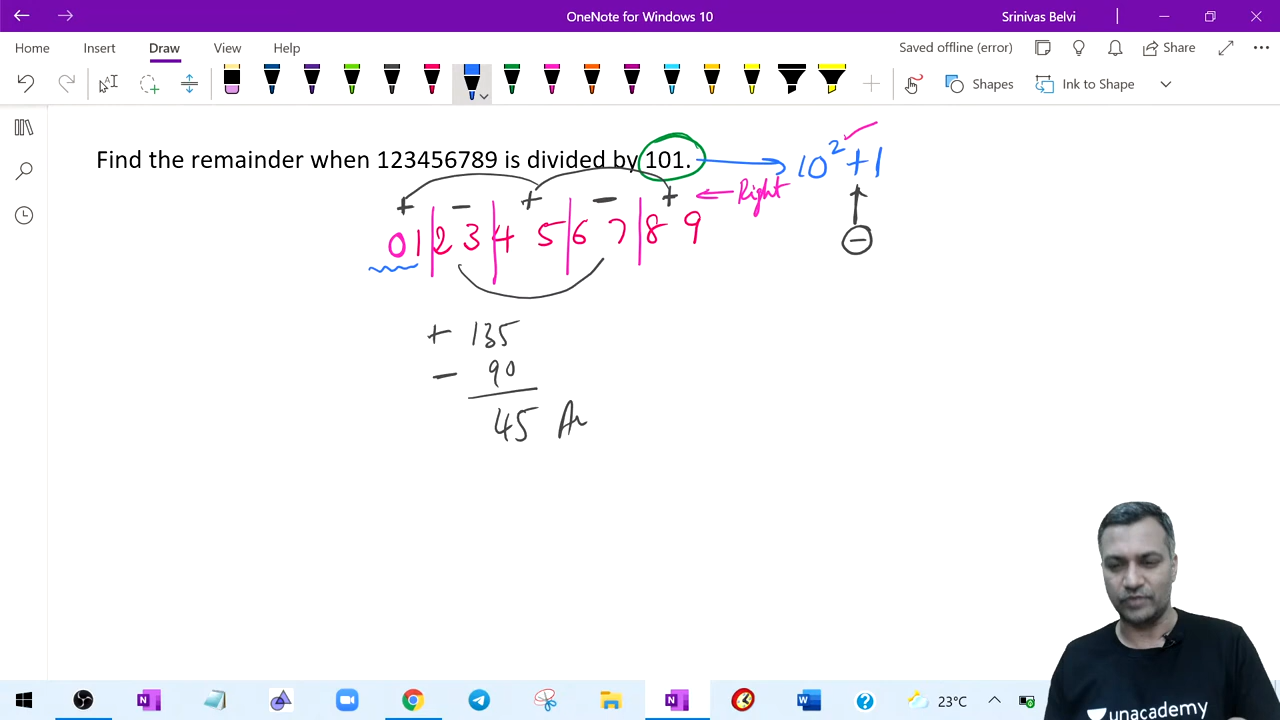 OneNote for Windows 10
Srinivas Belvi
Home Insert Draw View Help
Saved offline (error)
Share
Shapes
Ink to Shape
Find the remainder when 123456789 is divided by 101.
10² + 1
+ − + − + ← Right
01|23|45|67|89
−
+ 135
− 90
45
unacademy
23°C